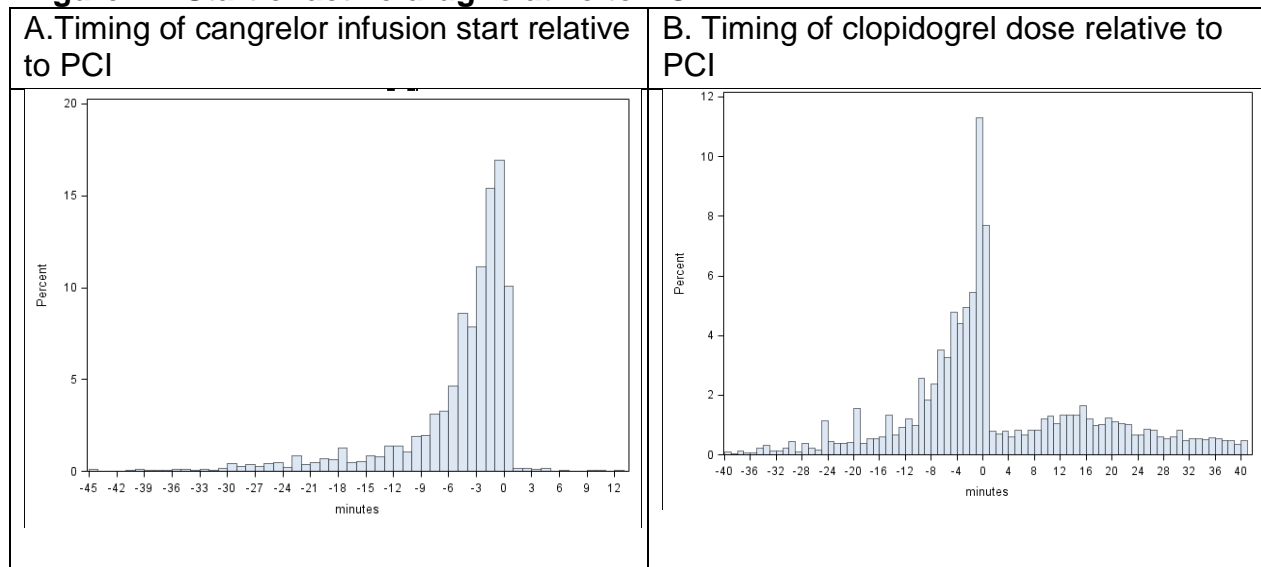 A.Timing of cangrelor infusion start relative
to PCI
B. Timing of clopidogrel dose relative to
PCI
20
15
10
5
0
Percent
-45 -42 -39 -36 -33 -30 -27 -24 -21 -18 -15 -12 -9 -6 -3 0 3 6 9 12
minutes
12
10
8
6
4
2
0
Percent
-40 -36 -32 -28 -24 -20 -16 -12 -8 -4 0 4 8 12 16 20 24 28 32 36 40
minutes